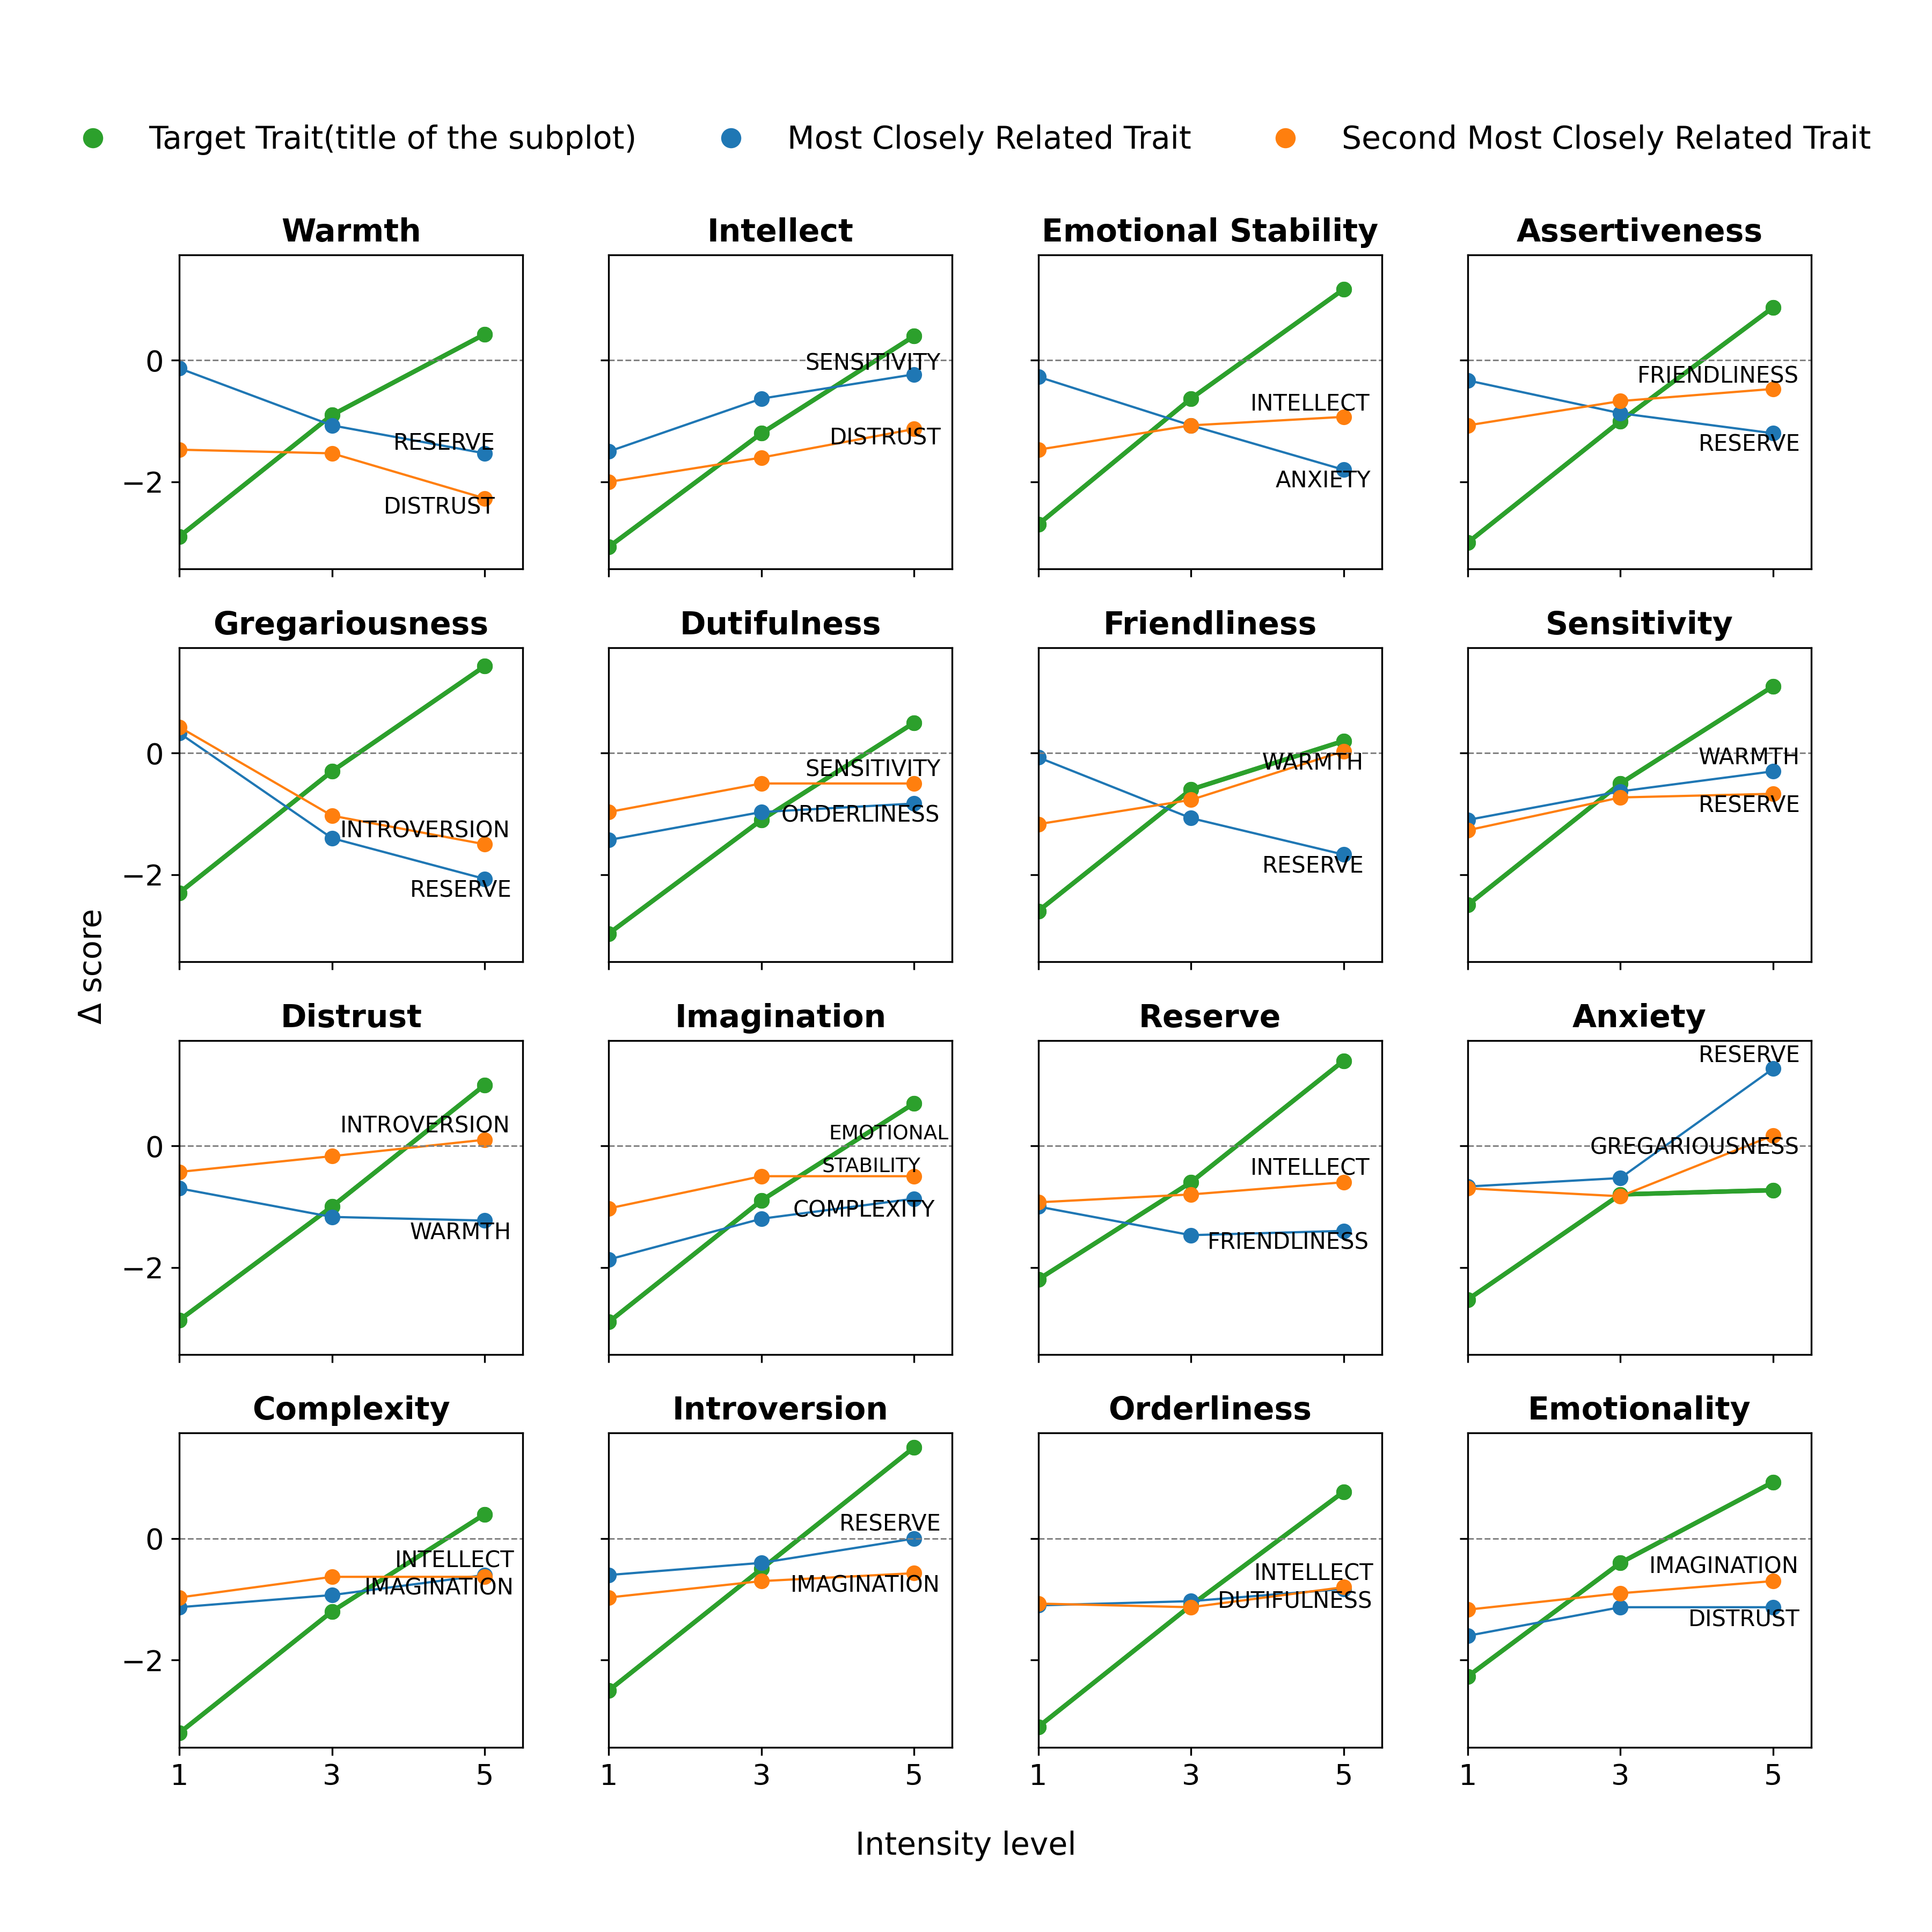 Target Trait(title of the subplot) Most Closely Related Trait Second Most Closely Related Trait
Warmth Intellect Emotional Stability Assertiveness
0
−2
RESERVE
DISTRUST
SENSITIVITY
DISTRUST
INTELLECT
ANXIETY
FRIENDLINESS
RESERVE
Gregariousness Dutifulness Friendliness Sensitivity
0
−2
INTROVERSION
RESERVE
SENSITIVITY
ORDERLINESS
WARMTH
RESERVE
WARMTH
RESERVE
Δ score
Distrust Imagination Reserve Anxiety
0
−2
INTROVERSION
WARMTH
EMOTIONAL
STABILITY
COMPLEXITY
INTELLECT
FRIENDLINESS
RESERVE
GREGARIOUSNESS
Complexity Introversion Orderliness Emotionality
0
−2
INTELLECT
IMAGINATION
RESERVE
IMAGINATION
INTELLECT
DUTIFULNESS
IMAGINATION
DISTRUST
1 3 5 1 3 5 1 3 5 1 3 5
Intensity level